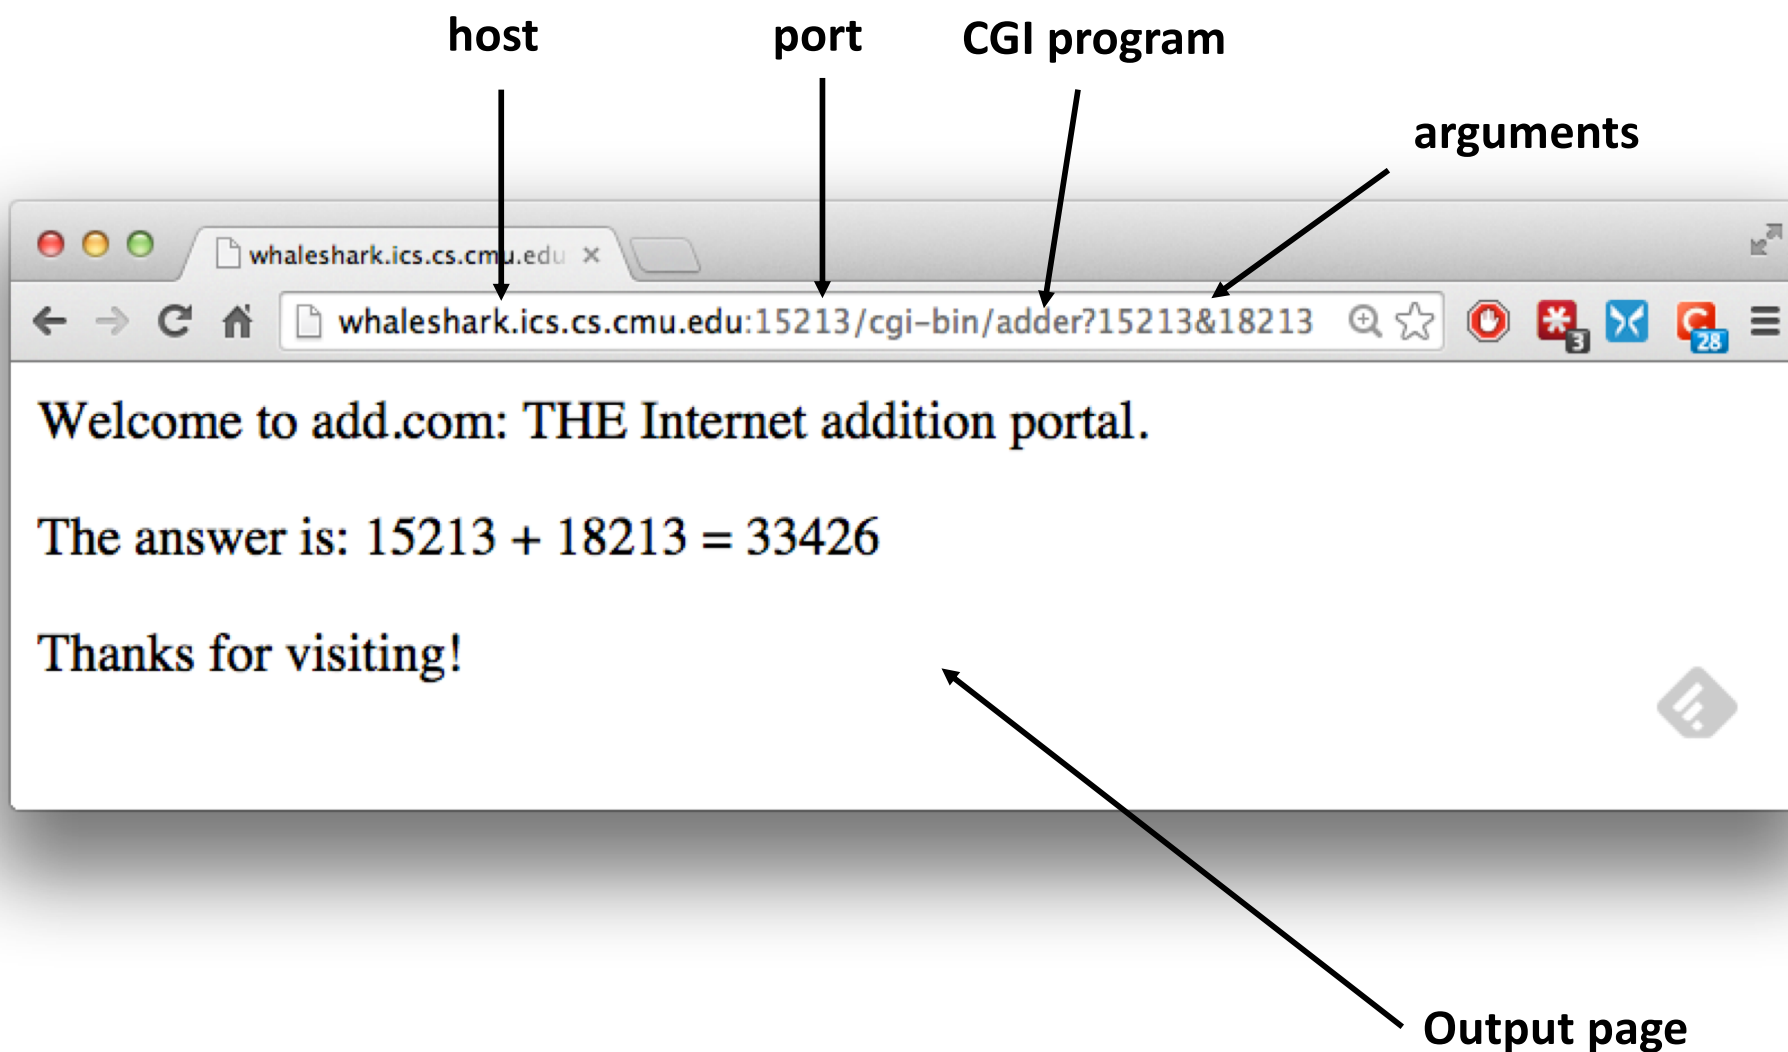 host
port
CGI program
arguments
whaleshark.ics.cs.cmu.edu
whaleshark.ics.cs.cmu.edu:15213/cgi-bin/adder?15213&18213
3
28
Welcome to add.com: THE Internet addition portal.
The answer is: 15213 + 18213 = 33426
Thanks for visiting!
Output page